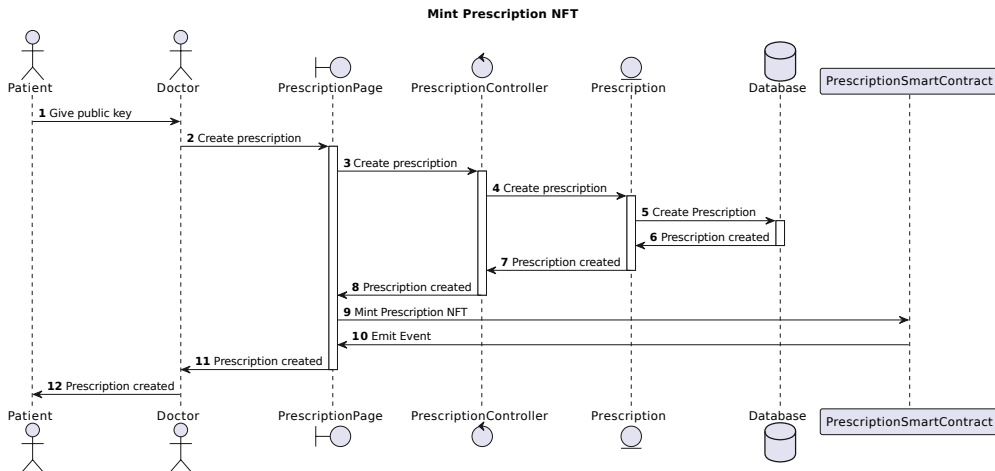 Mint Prescription NFT
Patient Doctor PrescriptionPage PrescriptionController Prescription Database PrescriptionSmartContract
1 Give public key
2 Create prescription
3 Create prescription
4 Create prescription
5 Create Prescription
6 Prescription created
7 Prescription created
8 Prescription created
9 Mint Prescription NFT
10 Emit Event
11 Prescription created
12 Prescription created
Patient Doctor PrescriptionPage PrescriptionController Prescription Database PrescriptionSmartContract